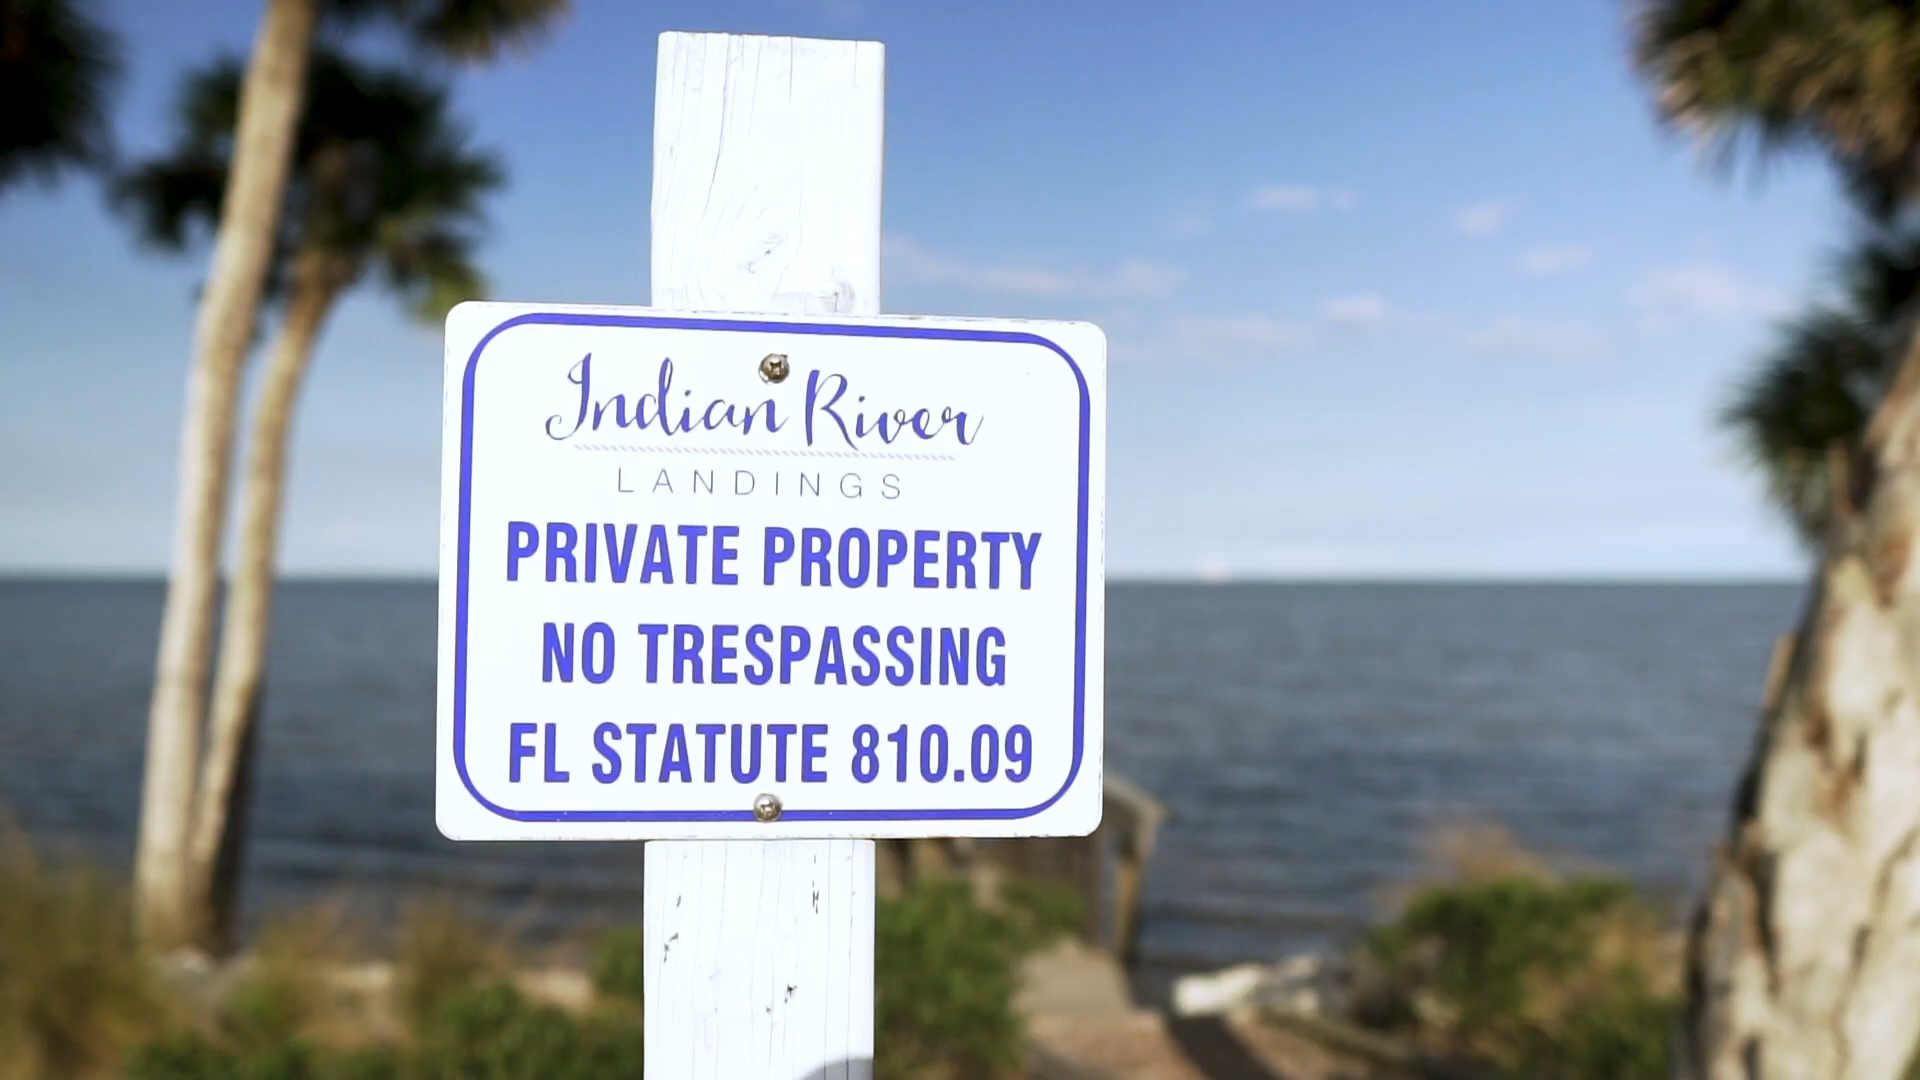 Indian River
LANDINGS
PRIVATE PROPERTY
NO TRESPASSING
FL STATUTE 810.09